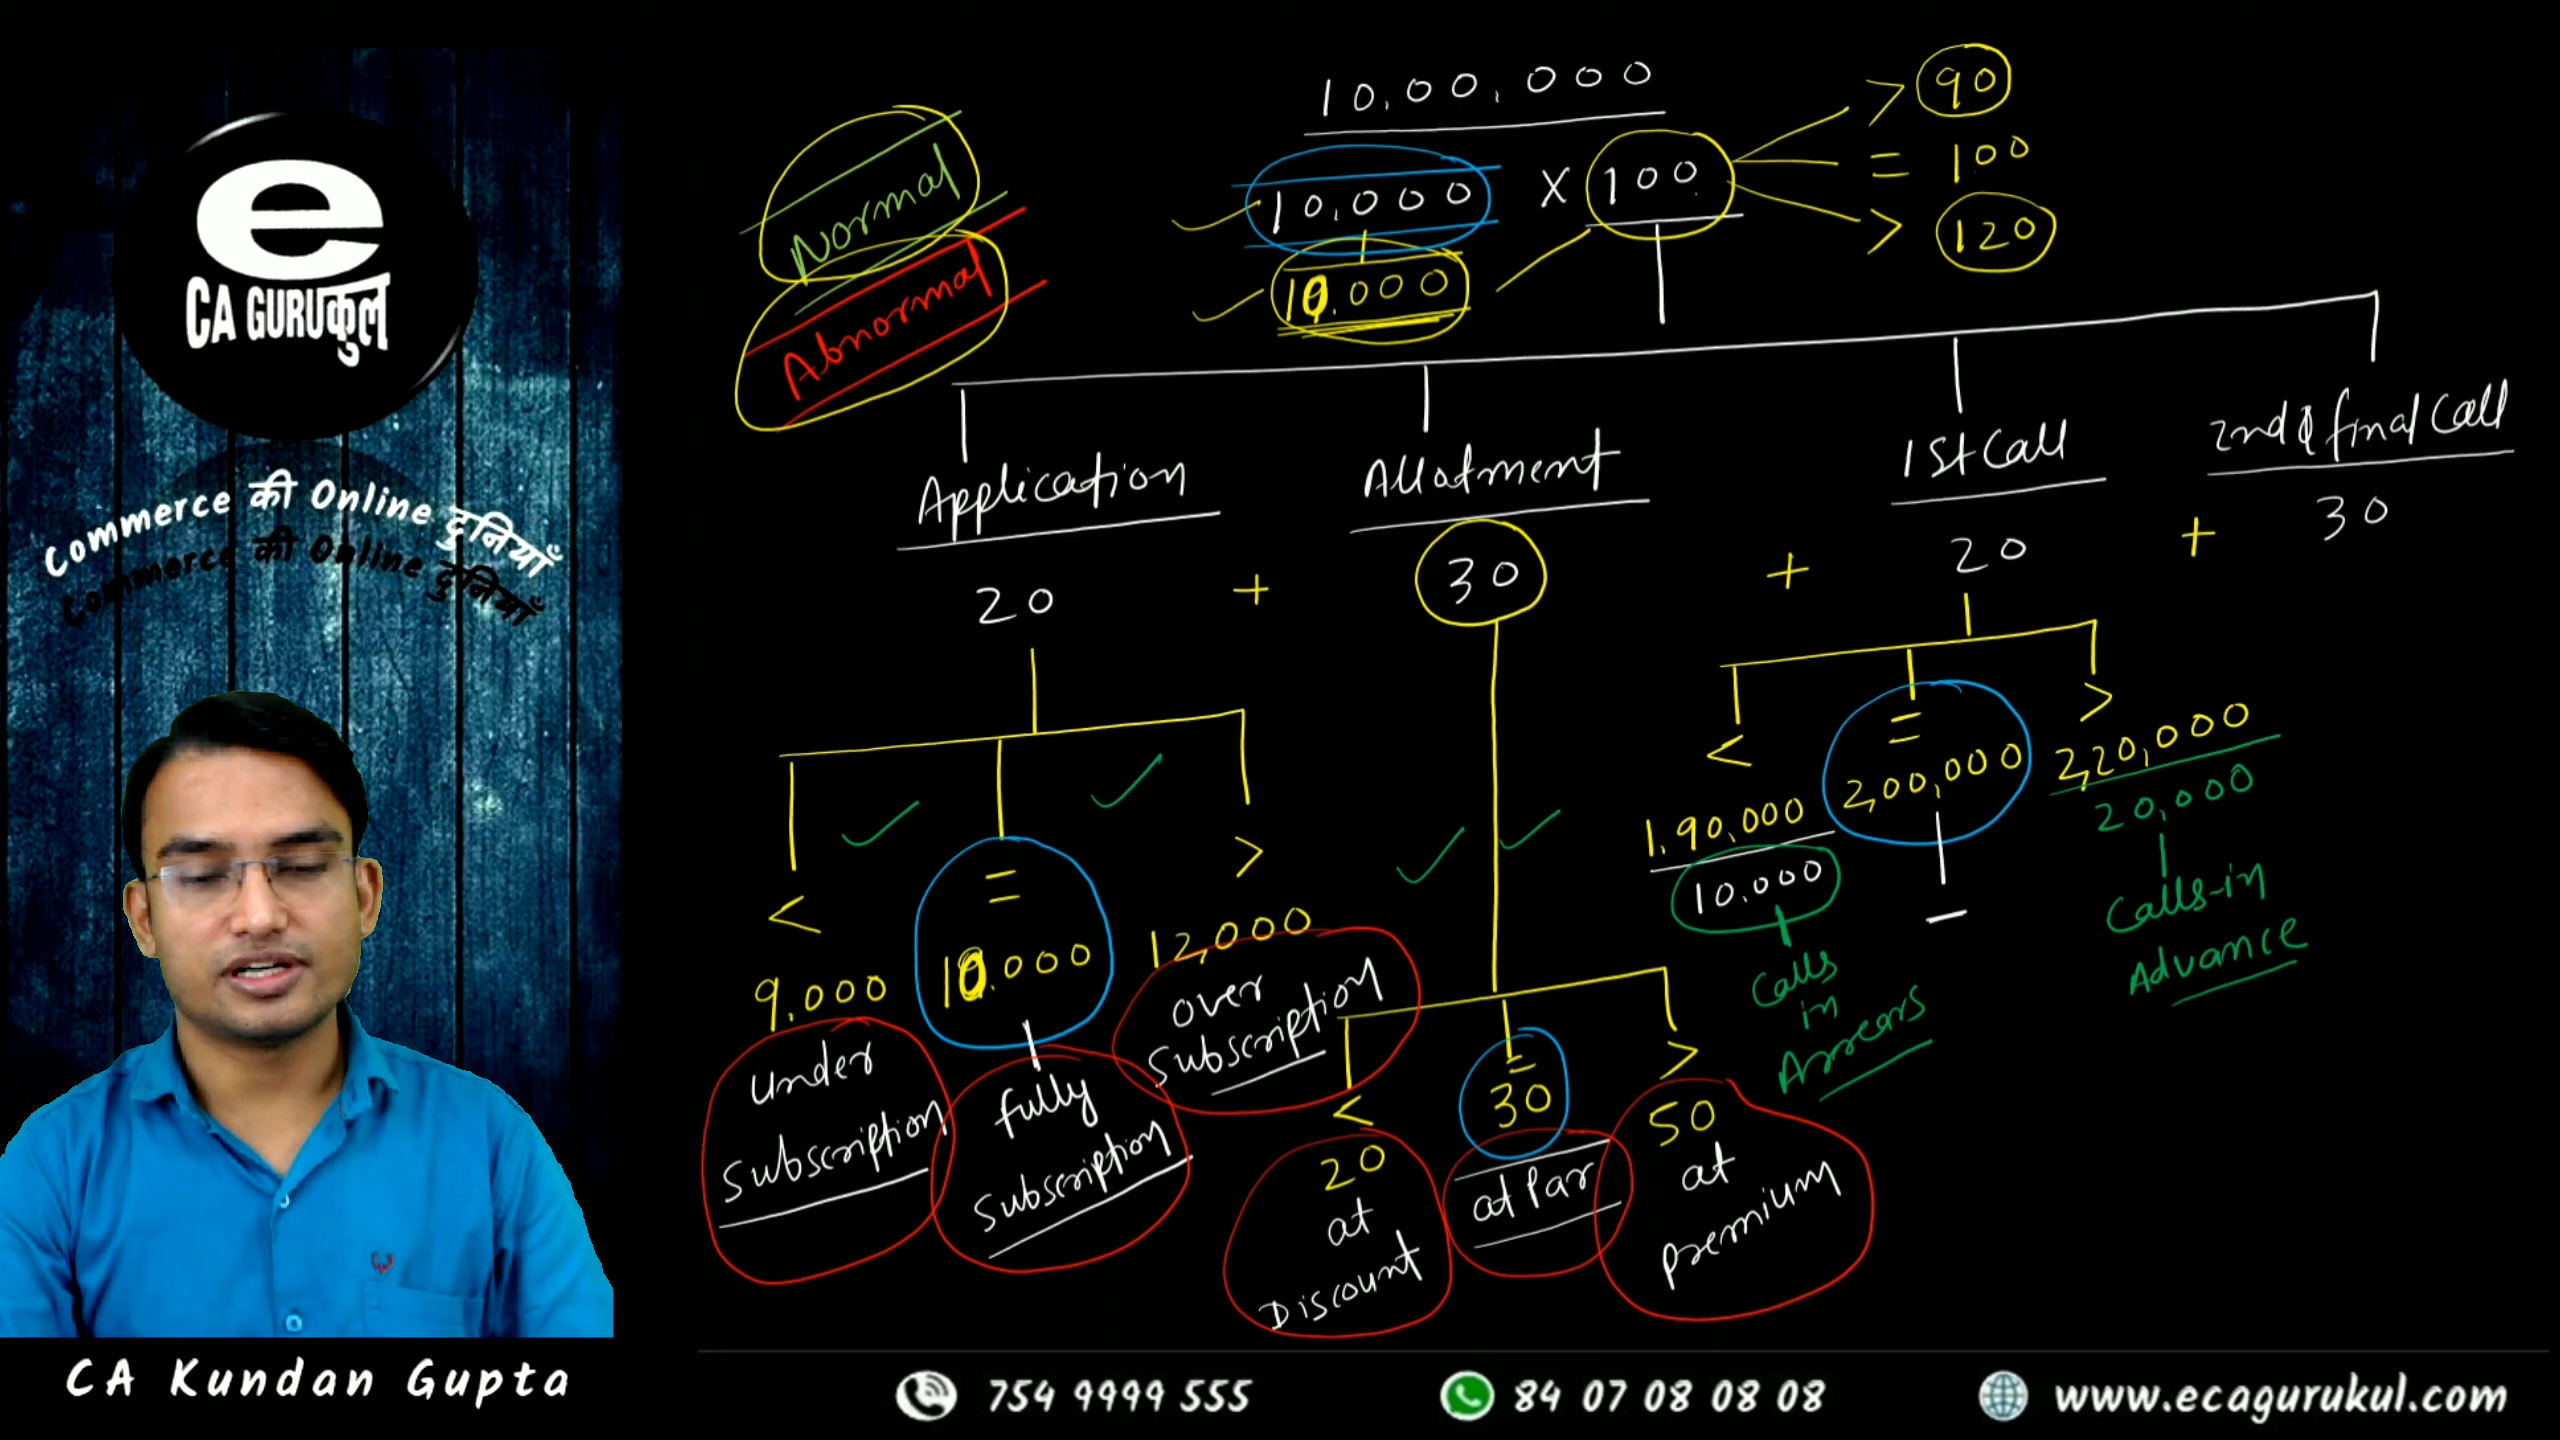 e
CA GURUकुल
Commerce की Online दुनियाँ
Commerce की Online दुनियाँ
CA Kundan Gupta
Normal
Abnormal
10,00,000
10,000 X 100
10,000
> 90
= 100
> 120
Application
Allotment
1st Call
2nd & final Call
20 + 30 + 20 + 30
<
9,000
under
subscription
=
10,000
fully
subscription
>
12,000
over
subscription
<
20
at
Discount
=
30
at Par
>
50
at
premium
<
1,90,000
10,000
Calls
in
Arrears
=
2,00,000
–
>
2,20,000
20,000
Calls-in
Advance
754 9999 555
84 07 08 08 08
www.ecagurukul.com